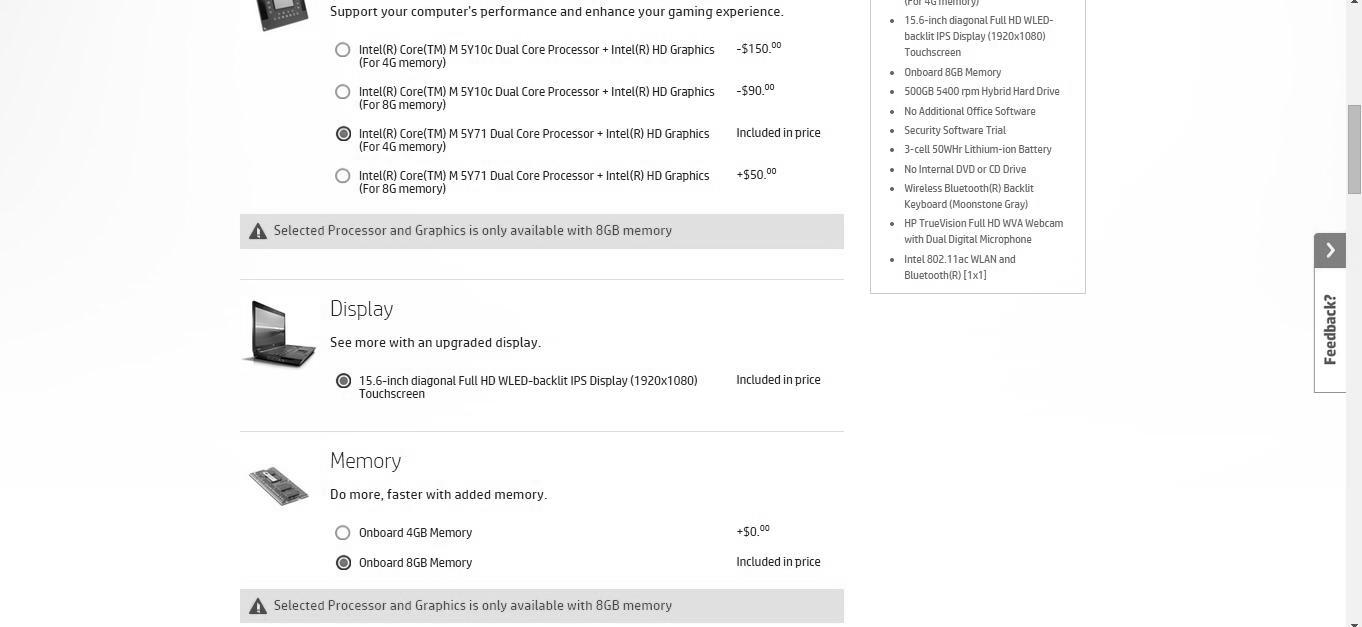 Support your computer's performance and enhance your gaming experience.
Intel(R) Core(TM) M 5Y10c Dual Core Processor + Intel(R) HD Graphics
(For 4G memory)
-$150.00
Intel(R) Core(TM) M 5Y10c Dual Core Processor + Intel(R) HD Graphics
(For 8G memory)
-$90.00
Intel(R) Core(TM) M 5Y71 Dual Core Processor + Intel(R) HD Graphics
(For 4G memory)
Included in price
Intel(R) Core(TM) M 5Y71 Dual Core Processor + Intel(R) HD Graphics
(For 8G memory)
+$50.00
Selected Processor and Graphics is only available with 8GB memory
Display
See more with an upgraded display.
15.6-inch diagonal Full HD WLED-backlit IPS Display (1920x1080)
Touchscreen
Included in price
Memory
Do more, faster with added memory.
Onboard 4GB Memory
+$0.00
Onboard 8GB Memory
Included in price
Selected Processor and Graphics is only available with 8GB memory
(For 4G memory)
15.6-inch diagonal Full HD WLED-
backlit IPS Display (1920x1080)
Touchscreen
Onboard 8GB Memory
500GB 5400 rpm Hybrid Hard Drive
No Additional Office Software
Security Software Trial
3-cell 50WHr Lithium-ion Battery
No Internal DVD or CD Drive
Wireless Bluetooth(R) Backlit
Keyboard (Moonstone Gray)
HP TrueVision Full HD WVA Webcam
with Dual Digital Microphone
Intel 802.11ac WLAN and
Bluetooth(R) [1x1]
Feedback?